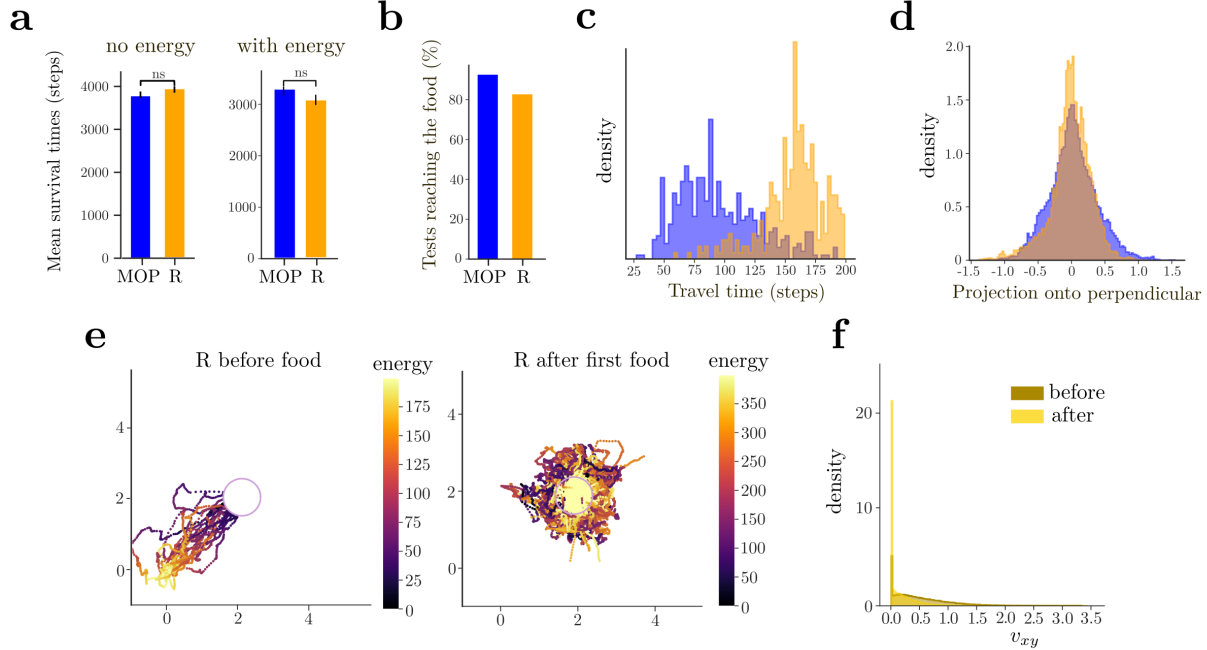 a
no energy
with energy
Mean survival times (steps)
4000
3000
2000
1000
0
ns
MOP R
3000
2000
1000
0
ns
MOP R
b
Tests reaching the food (%)
80
60
40
20
0
MOP R
c
density
25 50 75 100 125 150 175 200
Travel time (steps)
d
density
2.0
1.5
1.0
0.5
0
-1.5 -1.0 -0.5 0 0.5 1.0 1.5
Projection onto perpendicular
e
R before food
energy
4
2
0
0 2 4
175
150
125
100
75
50
25
0
R after first food
energy
4
2
0
0 2 4
350
300
250
200
150
100
50
0
f
before
after
density
20
10
0
0.0 0.5 1.0 1.5 2.0 2.5 3.0 3.5
vxy